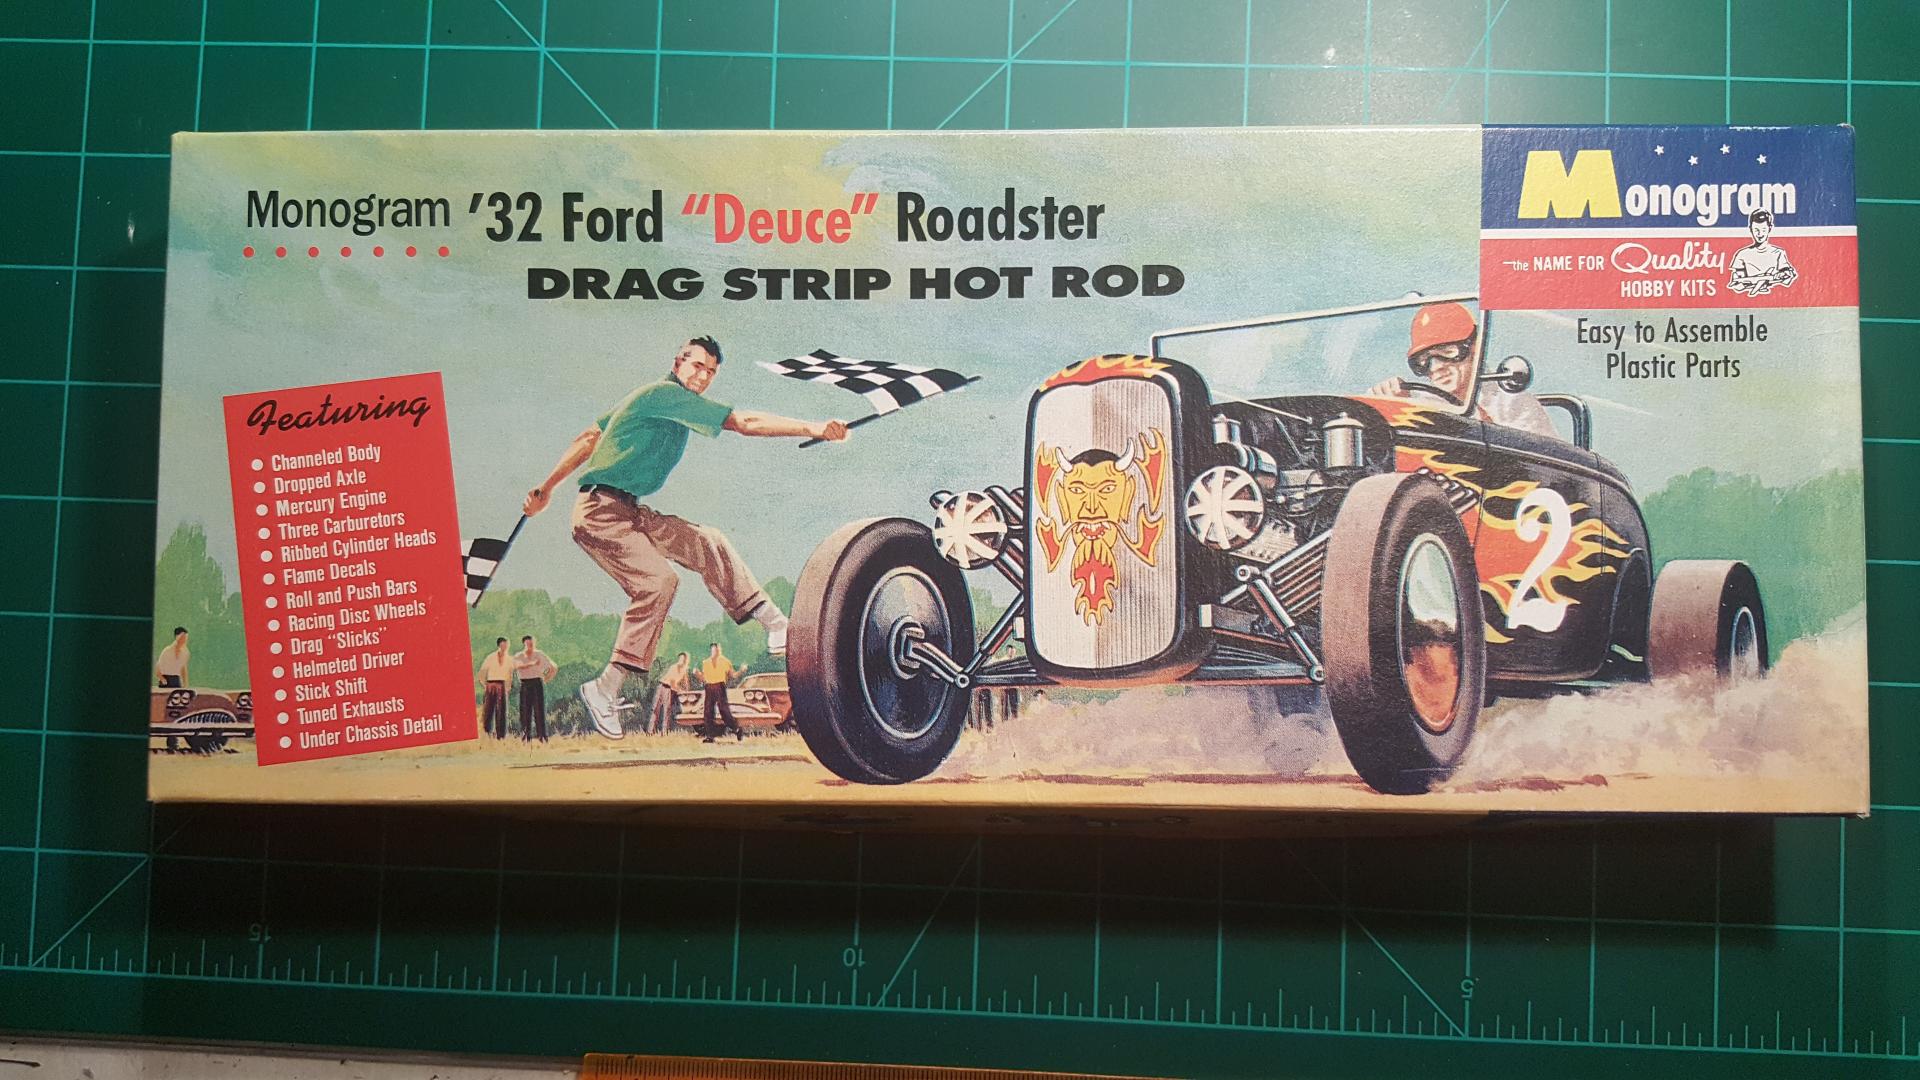 Monogram '32 Ford "Deuce" Roadster
DRAG STRIP HOT ROD
Monogram
—the NAME FOR Quality
HOBBY KITS
Easy to Assemble
Plastic Parts
Featuring
Channeled Body
Dropped Axle
Mercury Engine
Three Carburetors
Ribbed Cylinder Heads
Flame Decals
Roll and Push Bars
Racing Disc Wheels
Drag "Slicks"
Helmeted Driver
Stick Shift
Tuned Exhausts
Under Chassis Detail
2
15
10
5